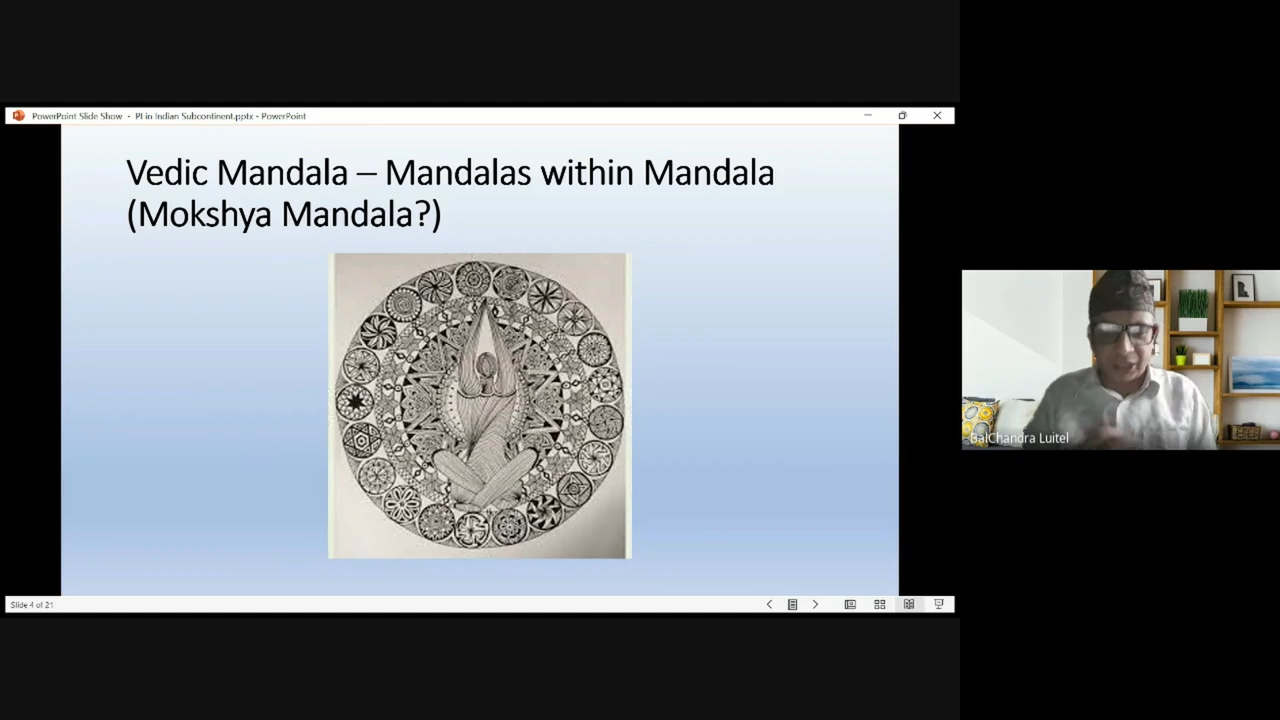 PowerPoint Slide Show - PI in Indian Subcontinent.pptx - PowerPoint
Vedic Mandala – Mandalas within Mandala
(Mokshya Mandala?)
BalChandra Luitel
Slide 4 of 21